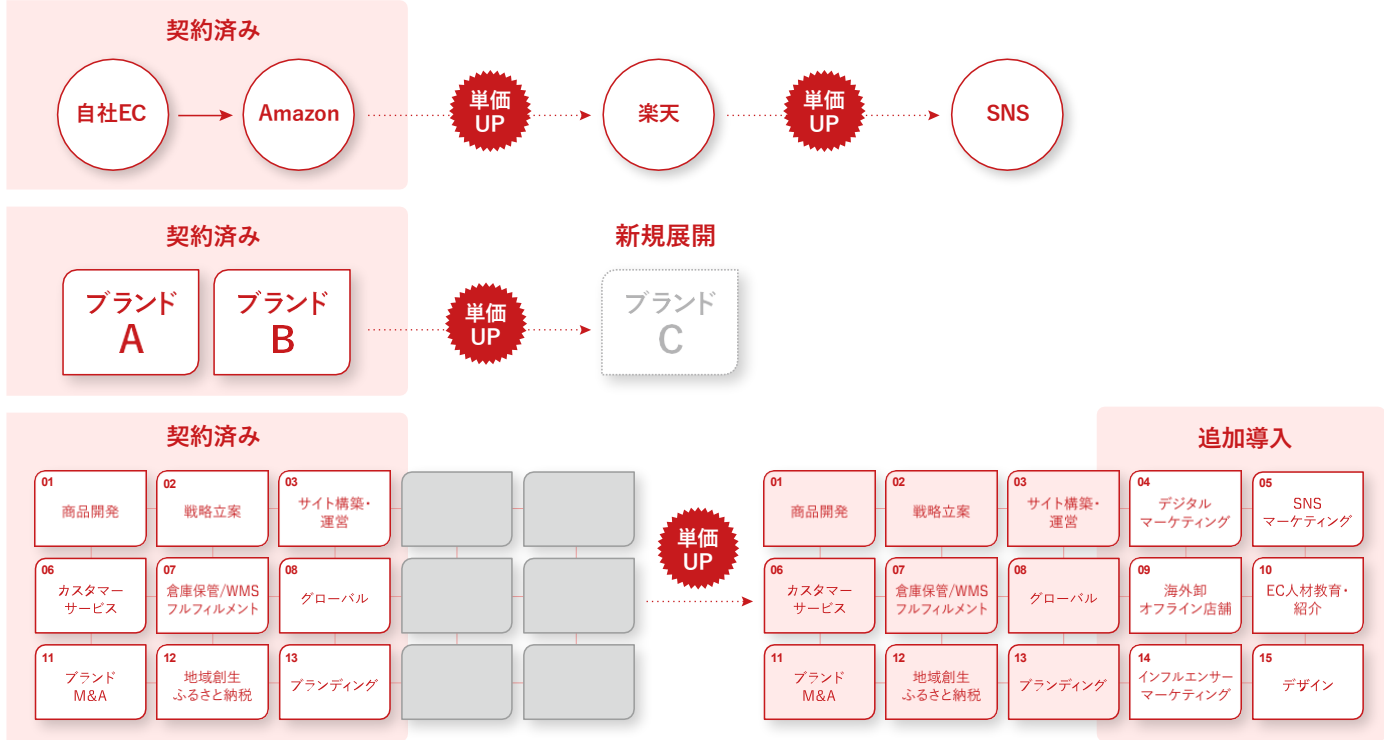 契約済み
自社EC
Amazon
単価
UP
楽天
単価
UP
SNS
契約済み
ブランド
A
ブランド
B
単価
UP
新規展開
ブランド
C
契約済み
01
商品開発
02
戦略立案
03
サイト構築・
運営
06
カスタマー
サービス
07
倉庫保管/WMS
フルフィルメント
08
グローバル
11
ブランド
M&A
12
地域創生
ふるさと納税
13
ブランディング
単価
UP
追加導入
01
商品開発
02
戦略立案
03
サイト構築・
運営
04
デジタル
マーケティング
05
SNS
マーケティング
06
カスタマー
サービス
07
倉庫保管/WMS
フルフィルメント
08
グローバル
09
海外卸
オフライン店舗
10
EC人材教育・
紹介
11
ブランド
M&A
12
地域創生
ふるさと納税
13
ブランディング
14
インフルエンサー
マーケティング
15
デザイン